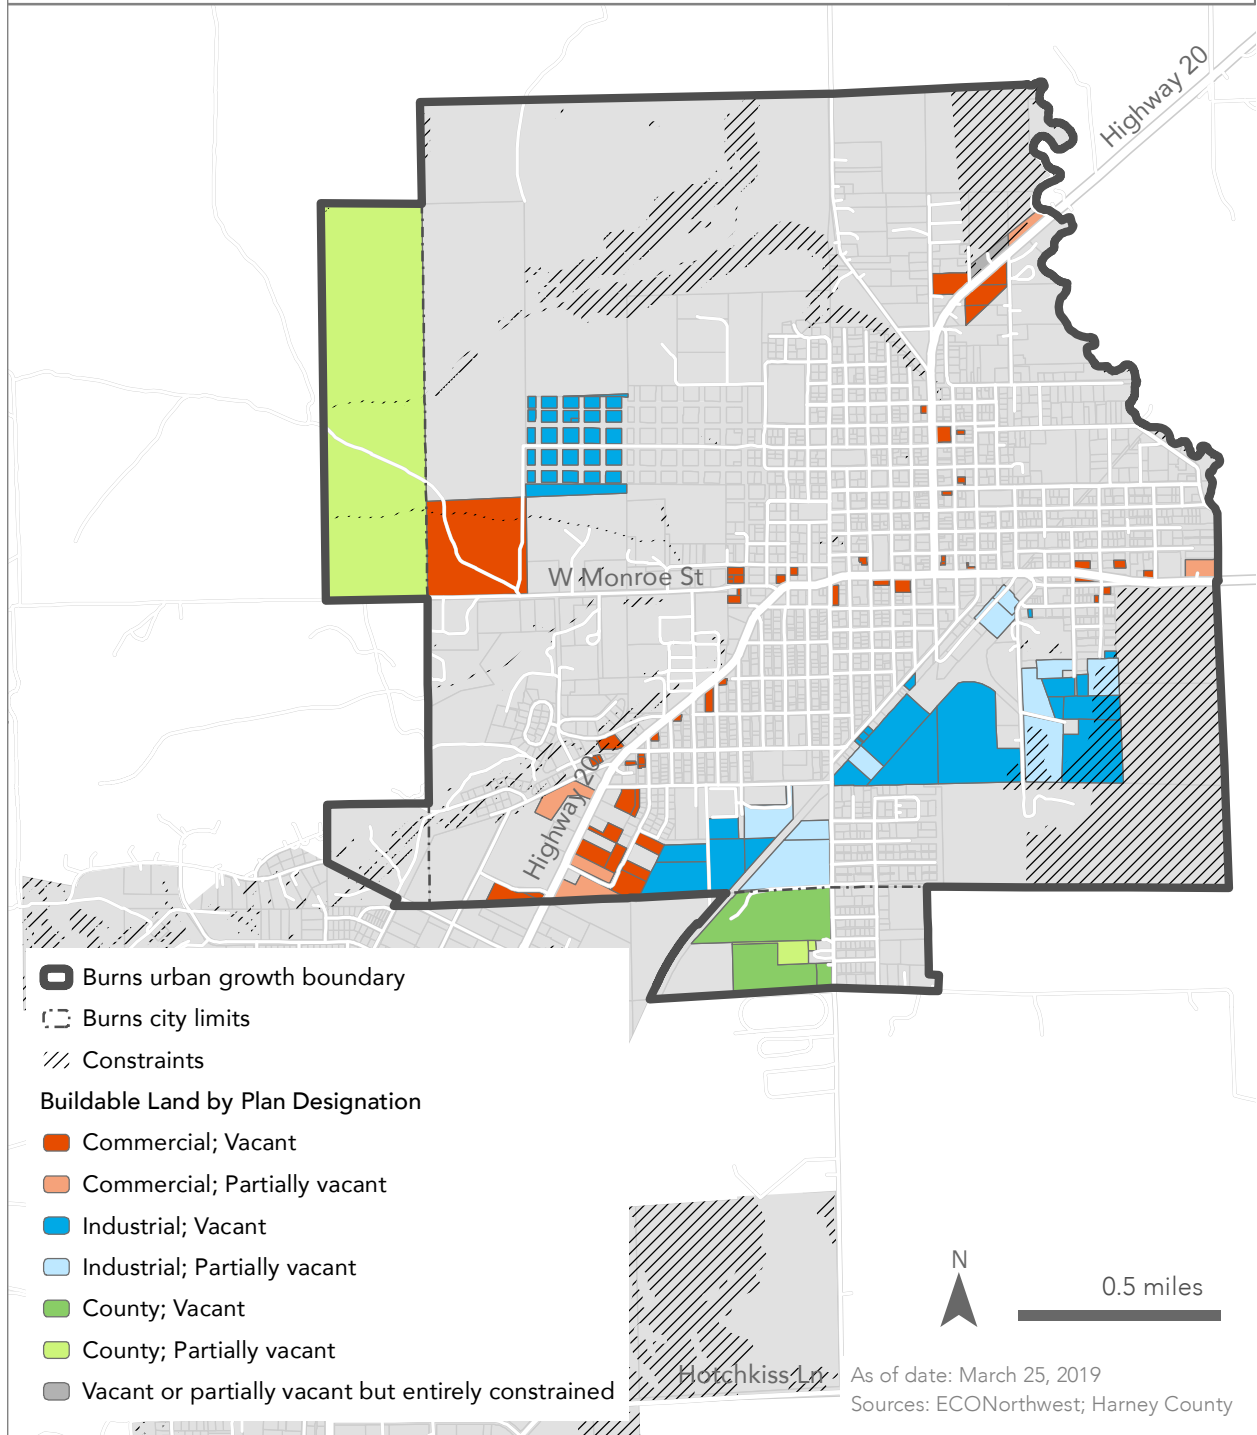 Highway 20
W Monroe St
Highway 20
Burns urban growth boundary
Burns city limits
Constraints
Buildable Land by Plan Designation
Commercial; Vacant
Commercial; Partially vacant
Industrial; Vacant
Industrial; Partially vacant
County; Vacant
County; Partially vacant
Vacant or partially vacant but entirely constrained
N
0.5 miles
Hotchkiss Ln
As of date: March 25, 2019
Sources: ECONorthwest; Harney County